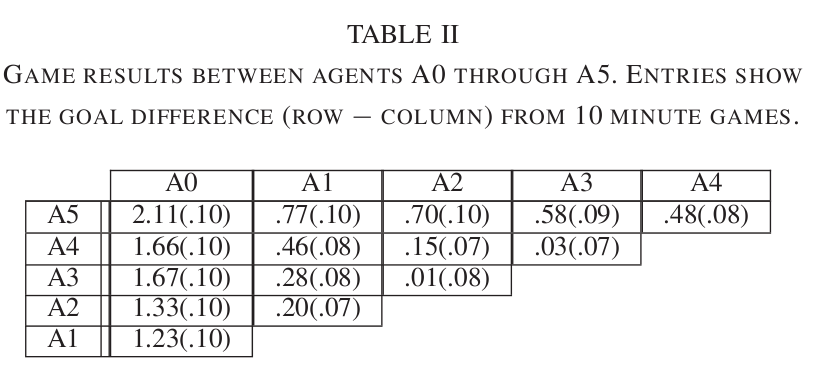 TABLE II
GAME RESULTS BETWEEN AGENTS A0 THROUGH A5. ENTRIES SHOW
THE GOAL DIFFERENCE (ROW − COLUMN) FROM 10 MINUTE GAMES.
A0 A1 A2 A3 A4
A5 2.11(.10) .77(.10) .70(.10) .58(.09) .48(.08)
A4 1.66(.10) .46(.08) .15(.07) .03(.07)
A3 1.67(.10) .28(.08) .01(.08)
A2 1.33(.10) .20(.07)
A1 1.23(.10)